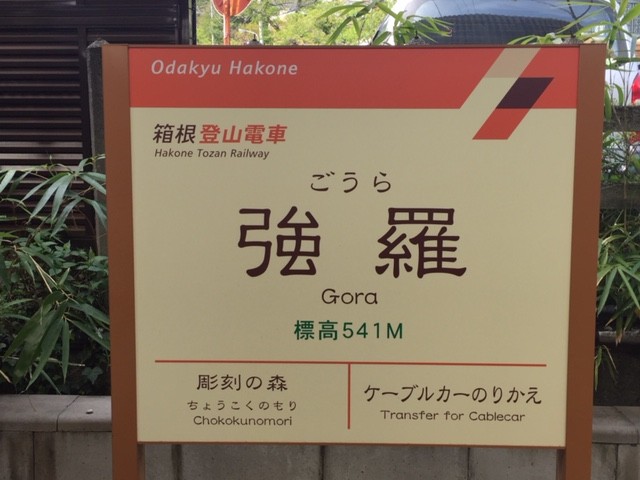 Odakyu Hakone
箱根登山電車
Hakone Tozan Railway
ごうら
強羅
Gora
標高541M
彫刻の森
ちょうこくのもり
Chokokunomori
ケーブルカーのりかえ
Transfer for Cablecar